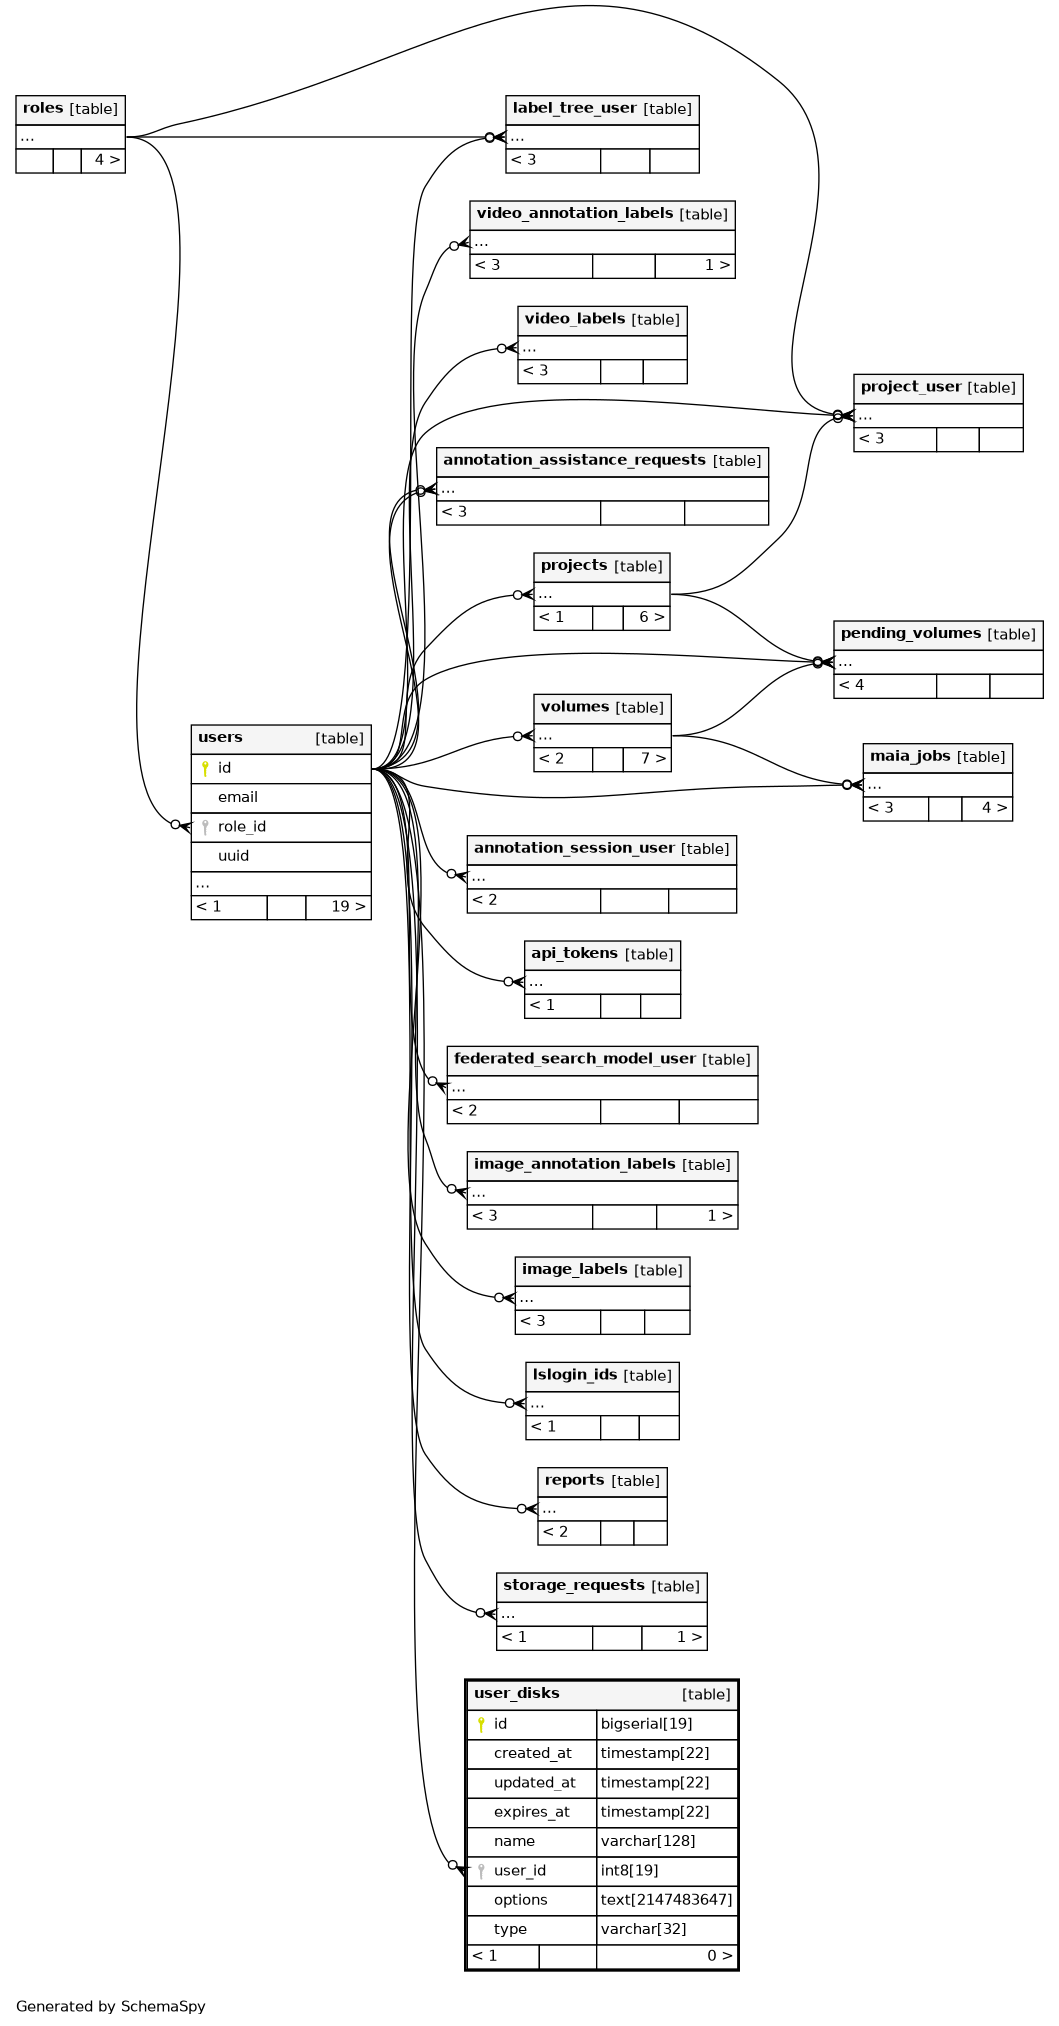 roles [table]
...
4 >
label_tree_user [table]
...
< 3
video_annotation_labels [table]
...
< 3 1 >
video_labels [table]
...
< 3
project_user [table]
...
< 3
annotation_assistance_requests [table]
...
< 3
projects [table]
...
< 1 6 >
pending_volumes [table]
...
< 4
volumes [table]
...
< 2 7 >
users [table]
id
email
role_id
uuid
...
< 1 19 >
maia_jobs [table]
...
< 3 4 >
annotation_session_user [table]
...
< 2
api_tokens [table]
...
< 1
federated_search_model_user [table]
...
< 2
image_annotation_labels [table]
...
< 3 1 >
image_labels [table]
...
< 3
lslogin_ids [table]
...
< 1
reports [table]
...
< 2
storage_requests [table]
...
< 1 1 >
user_disks [table]
id bigserial[19]
created_at timestamp[22]
updated_at timestamp[22]
expires_at timestamp[22]
name varchar[128]
user_id int8[19]
options text[2147483647]
type varchar[32]
< 1 0 >
Generated by SchemaSpy